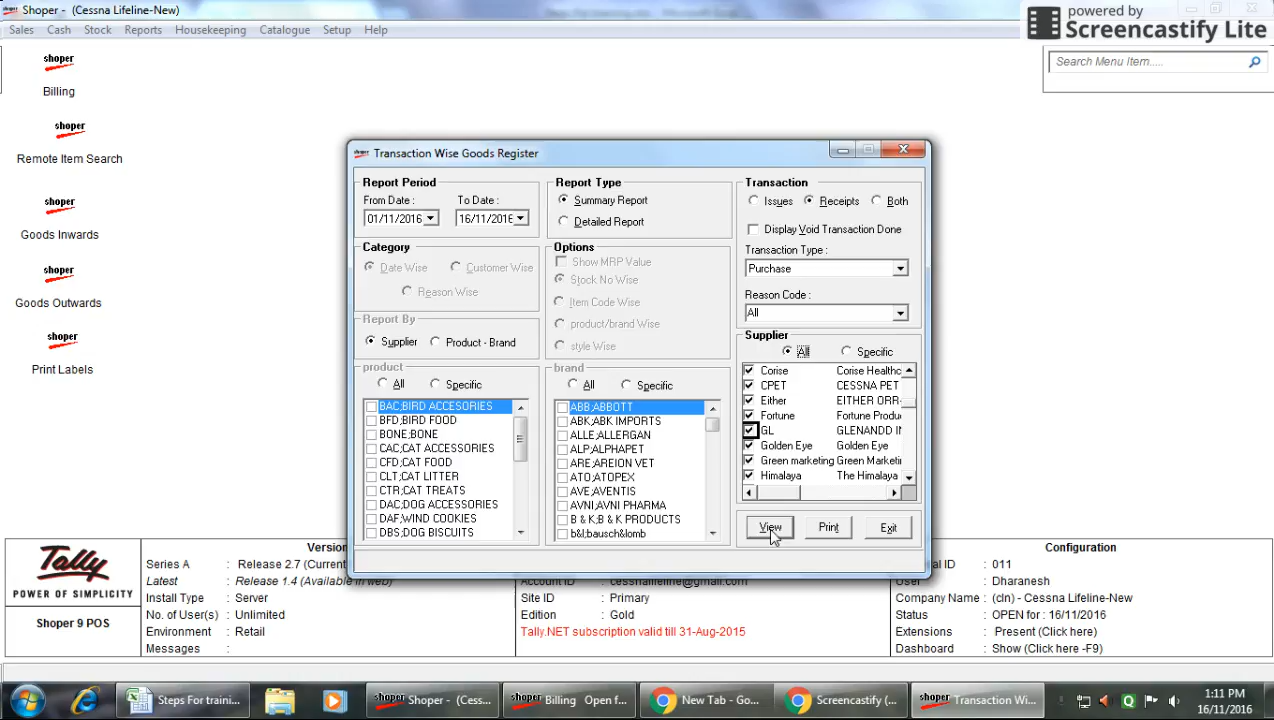 Shoper - (Cessna Lifeline-New)
powered by
Screencastify Lite
Sales Cash Stock Reports Housekeeping Catalogue Setup Help
Search Menu Item.....
shoper
Billing
shoper
Remote Item Search
shoper
Goods Inwards
shoper
Goods Outwards
shoper
Print Labels
Transaction Wise Goods Register
Report Period
From Date : To Date :
01/11/2016 16/11/2016
Report Type
Summary Report
Detailed Report
Transaction
Issues Receipts Both
Display Void Transaction Done
Transaction Type :
Purchase
Reason Code :
All
Category
Date Wise Customer Wise
Reason Wise
Options
Show MRP Value
Stock No Wise
Item Code Wise
product/brand Wise
style Wise
Report By
Supplier Product - Brand
product
All Specific
BAC;BIRD ACCESORIES
BFD;BIRD FOOD
BONE;BONE
CAC;CAT ACCESSORIES
CFD;CAT FOOD
CLT;CAT LITTER
CTR;CAT TREATS
DAC;DOG ACCESSORIES
DAF;WIND COOKIES
DBS;DOG BISCUITS
brand
All Specific
ABB;ABBOTT
ABK;ABK IMPORTS
ALLE;ALLERGAN
ALP;ALPHAPET
ARE;AREION VET
ATO;ATOPEX
AVE;AVENTIS
AVNI;AVNI PHARMA
B & K;B & K PRODUCTS
b&l;bausch&lomb
Supplier
All Specific
Corise Corise Healthc
CPET CESSNA PET
Either EITHER ORR
Fortune Fortune Produ
GL GLENANDD IN
Golden Eye Golden Eye
Green marketing Green Marketi
Himalaya The Himalaya
View Print Exit
Tally
POWER OF SIMPLICITY
Shoper 9 POS
Version
Series A : Release 2.7 (Current
Latest : Release 1.4 (Available in web)
Install Type : Server
No. of User(s) : Unlimited
Environment : Retail
Messages :
Account ID : cessnalifeline@gmail.com
Site ID : Primary
Edition : Gold
Tally.NET subscription valid till 31-Aug-2015
Configuration
al ID : 011
User : Dharanesh
Company Name : (cln) - Cessna Lifeline-New
Status : OPEN for : 16/11/2016
Extensions : Present (Click here)
Dashboard : Show (Click here -F9)
Steps For traini...
shoper Shoper - (Cess...
shoper Billing Open f...
New Tab - Go...
Screencastify (...
shoper Transaction Wi...
1:11 PM
16/11/2016